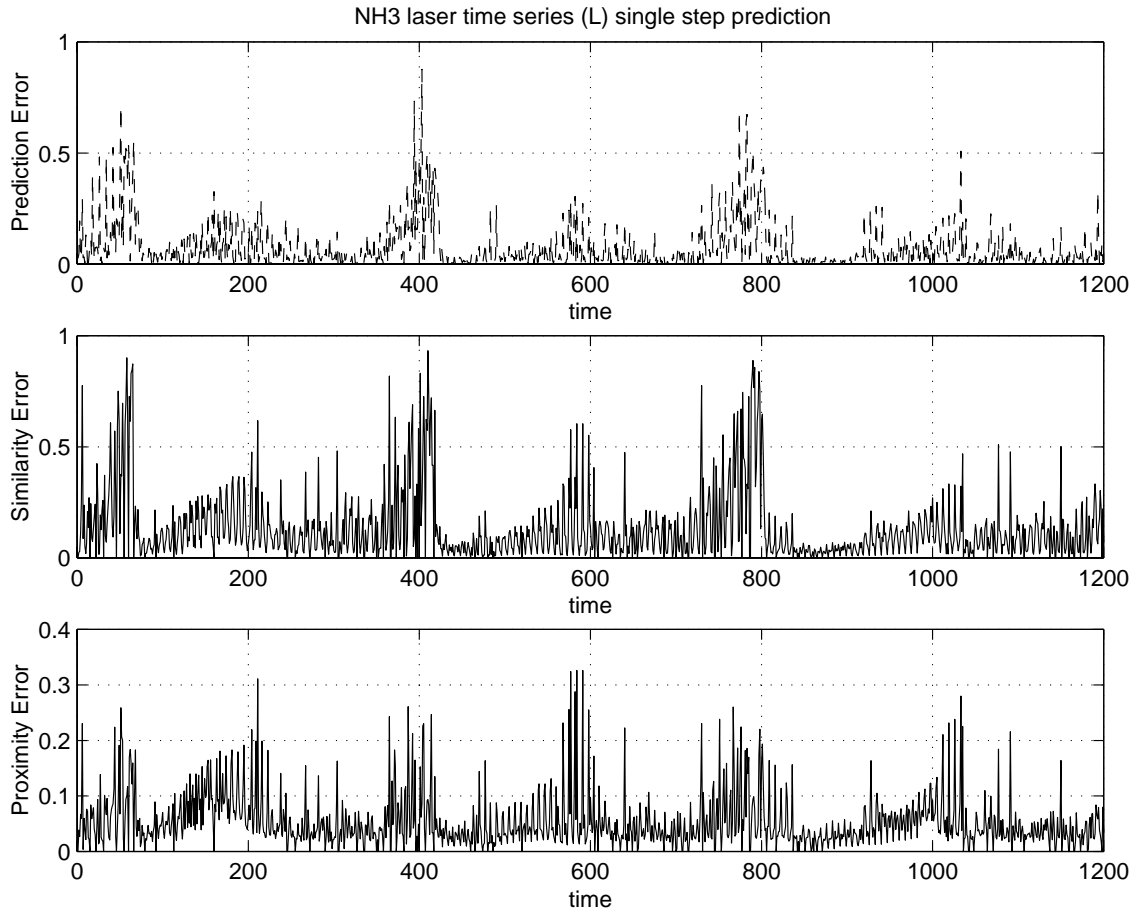 NH3 laser time series (L) single step prediction
1
0.5
0
Prediction Error
0 200 400 600 800 1000 1200
time
1
0.5
0
Similarity Error
0 200 400 600 800 1000 1200
time
0.4
0.3
0.2
0.1
0
Proximity Error
0 200 400 600 800 1000 1200
time